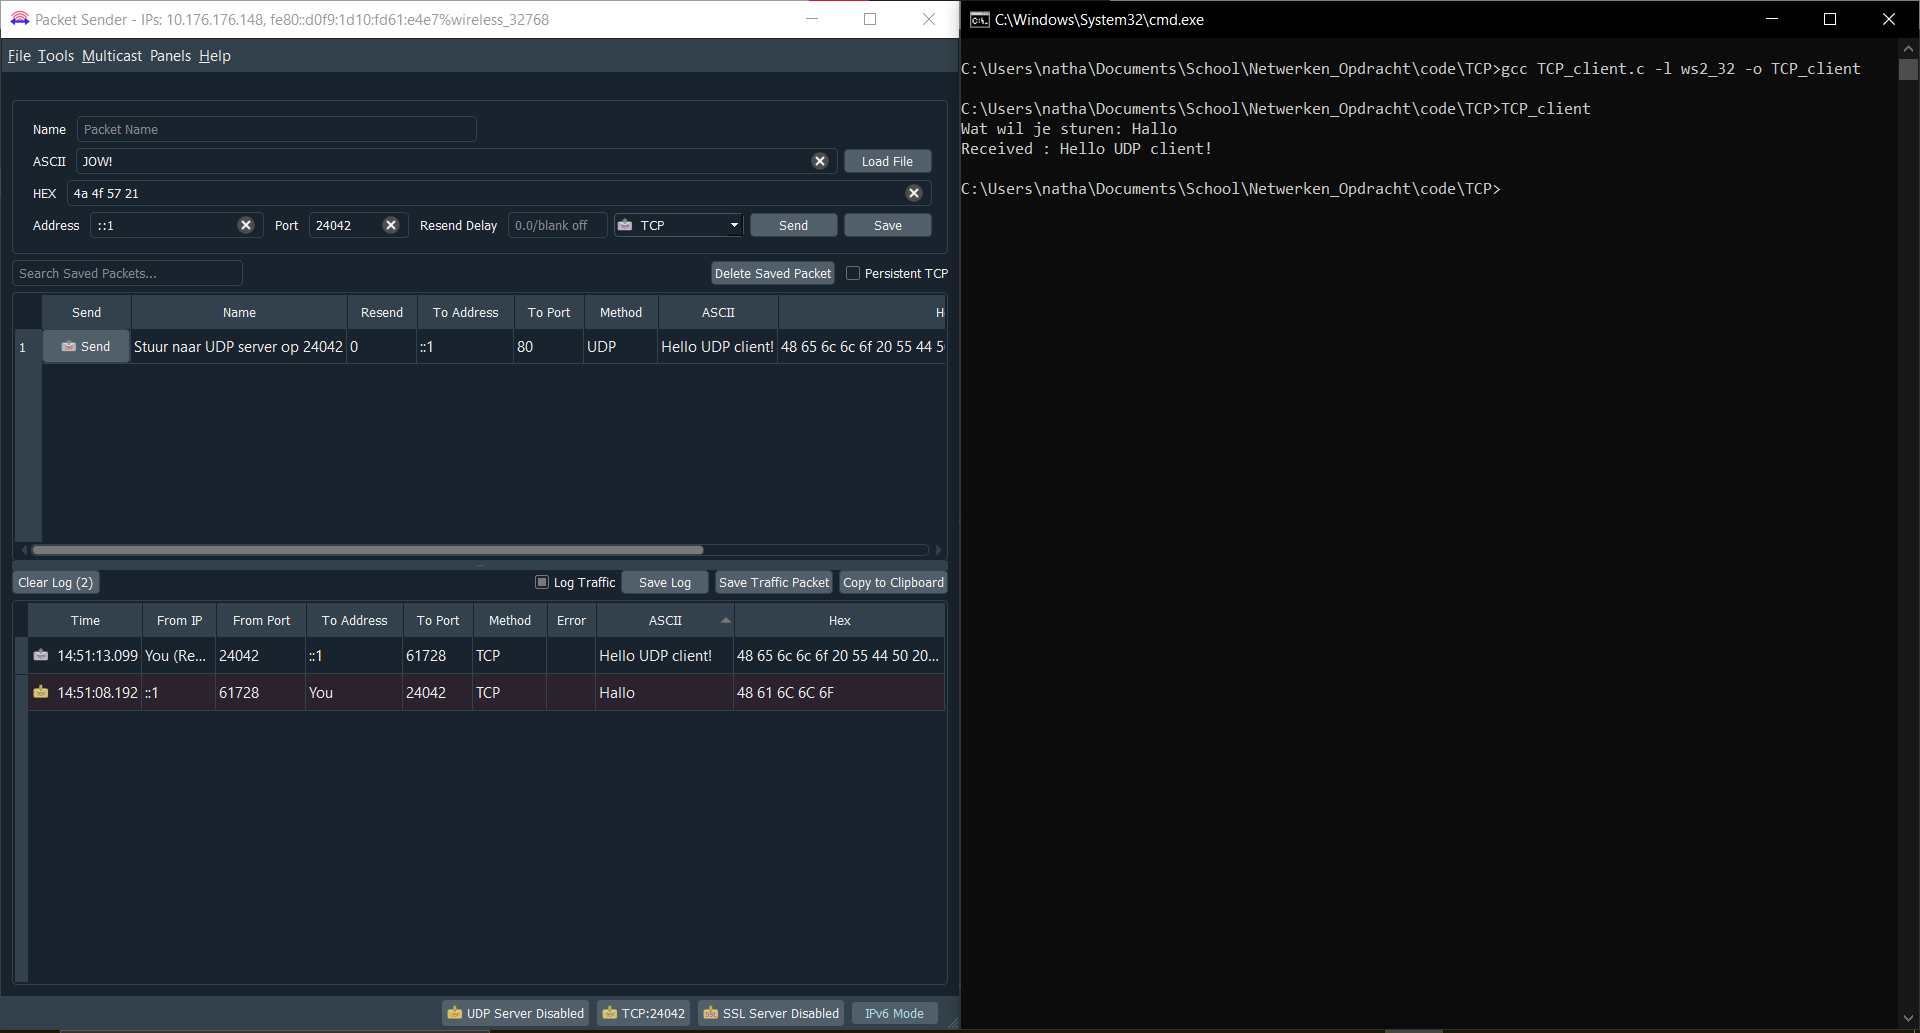 Packet Sender - IPs: 10.176.176.148, fe80::d0f9:1d10:fd61:e4e7%wireless_32768
File Tools Multicast Panels Help
Name Packet Name
ASCII JOW! Load File
HEX 4a 4f 57 21
Address ::1 Port 24042 Resend Delay 0.0/blank off TCP Send Save
Search Saved Packets... Delete Saved Packet Persistent TCP
Send Name Resend To Address To Port Method ASCII H
1 Send Stuur naar UDP server op 24042 0 ::1 80 UDP Hello UDP client! 48 65 6c 6c 6f 20 55 44 5
Clear Log (2) Log Traffic Save Log Save Traffic Packet Copy to Clipboard
Time From IP From Port To Address To Port Method Error ASCII Hex
14:51:13.099 You (Re... 24042 ::1 61728 TCP Hello UDP client! 48 65 6c 6c 6f 20 55 44 50 20...
14:51:08.192 ::1 61728 You 24042 TCP Hallo 48 61 6C 6C 6F
UDP Server Disabled TCP:24042 SSL Server Disabled IPv6 Mode
C:\Windows\System32\cmd.exe
C:\Users\natha\Documents\School\Netwerken_Opdracht\code\TCP>gcc TCP_client.c -l ws2_32 -o TCP_client
C:\Users\natha\Documents\School\Netwerken_Opdracht\code\TCP>TCP_client
Wat wil je sturen: Hallo
Received : Hello UDP client!
C:\Users\natha\Documents\School\Netwerken_Opdracht\code\TCP>